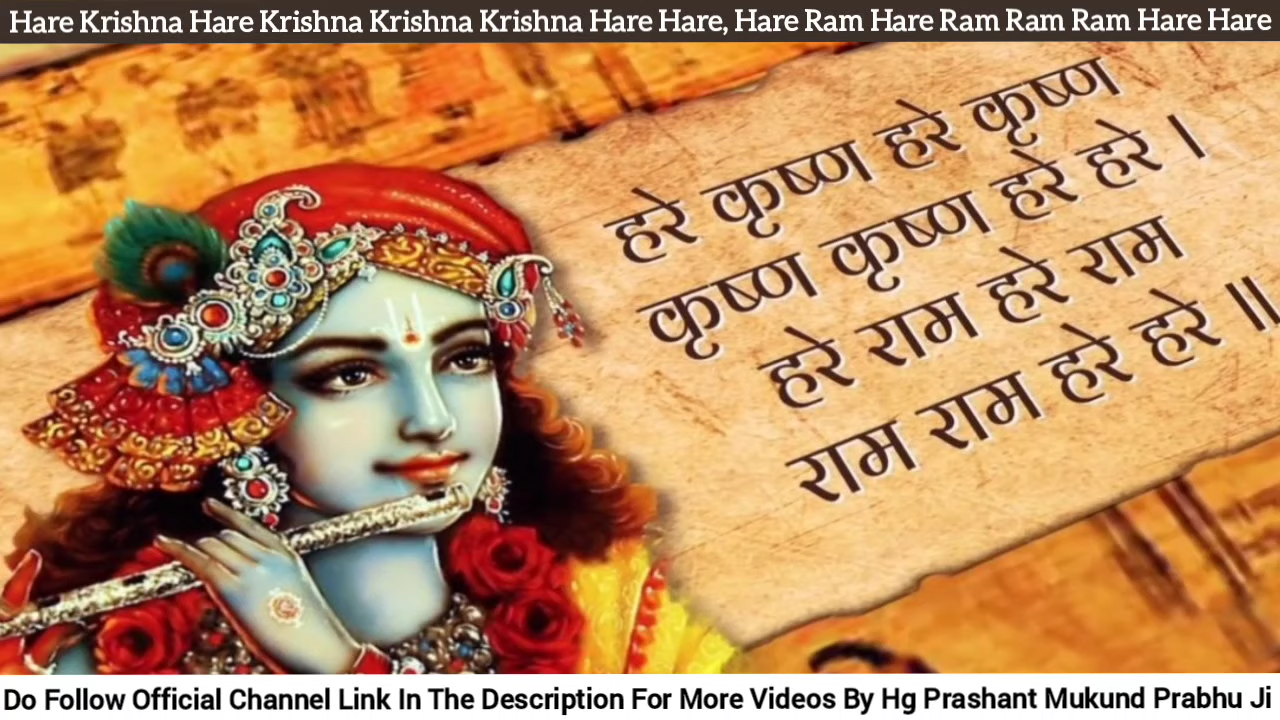 Hare Krishna Hare Krishna Krishna Krishna Hare Hare, Hare Ram Hare Ram Ram Ram Hare Hare
हरे कृष्ण हरे कृष्ण
कृष्ण कृष्ण हरे हरे ।
हरे राम हरे राम
राम राम हरे हरे ॥
Do Follow Official Channel Link In The Description For More Videos By Hg Prashant Mukund Prabhu Ji